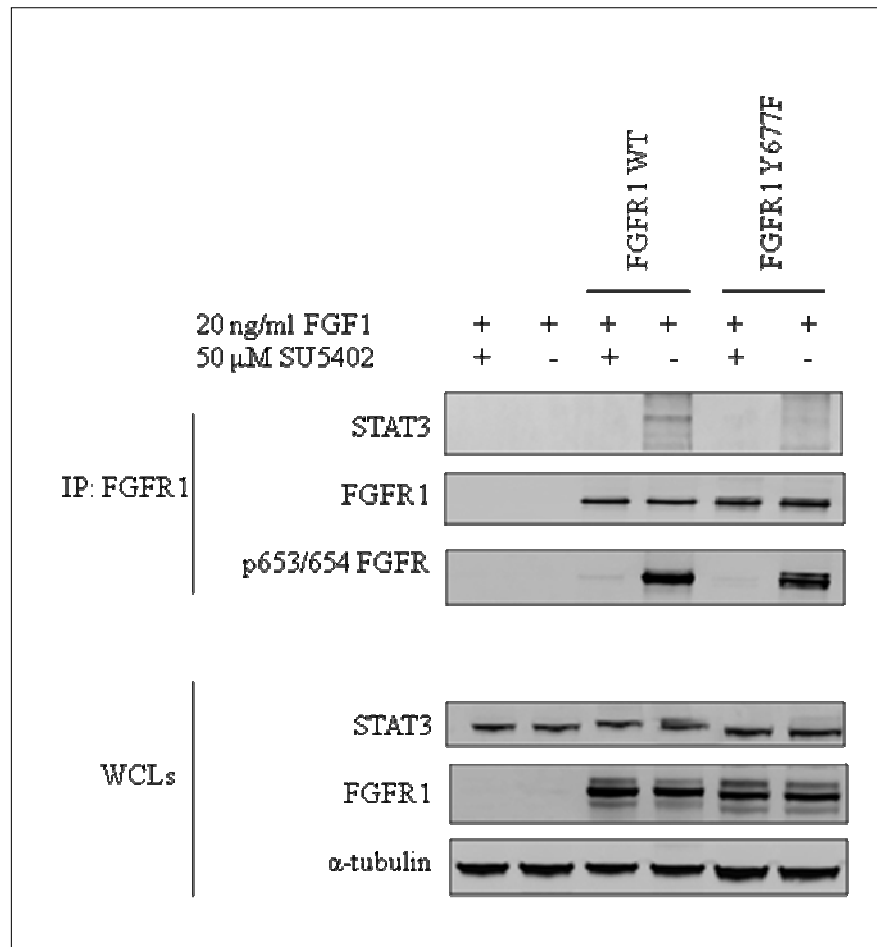 FGFR1 WT
FGFR1 Y677F
20 ng/ml FGF1 + + + + + +
50 µM SU5402 + - + - + -
IP: FGFR1
STAT3
FGFR1
p653/654 FGFR
WCLs
STAT3
FGFR1
α-tubulin